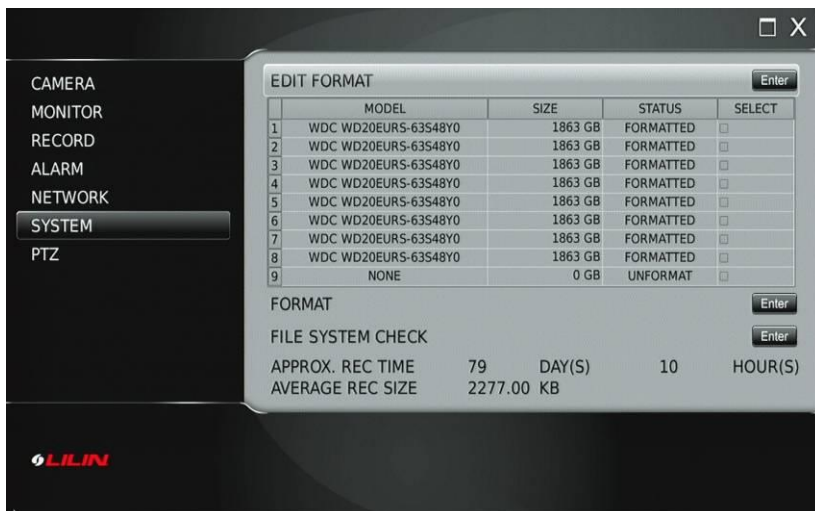 X
CAMERA
MONITOR
RECORD
ALARM
NETWORK
SYSTEM
PTZ
EDIT FORMAT Enter
MODEL SIZE STATUS SELECT
1 WDC WD20EURS-63S48Y0 1863 GB FORMATTED
2 WDC WD20EURS-63S48Y0 1863 GB FORMATTED
3 WDC WD20EURS-63S48Y0 1863 GB FORMATTED
4 WDC WD20EURS-63S48Y0 1863 GB FORMATTED
5 WDC WD20EURS-63S48Y0 1863 GB FORMATTED
6 WDC WD20EURS-63S48Y0 1863 GB FORMATTED
7 WDC WD20EURS-63S48Y0 1863 GB FORMATTED
8 WDC WD20EURS-63S48Y0 1863 GB FORMATTED
9 NONE 0 GB UNFORMAT
FORMAT Enter
FILE SYSTEM CHECK Enter
APPROX. REC TIME 79 DAY(S) 10 HOUR(S)
AVERAGE REC SIZE 2277.00 KB
LILIN